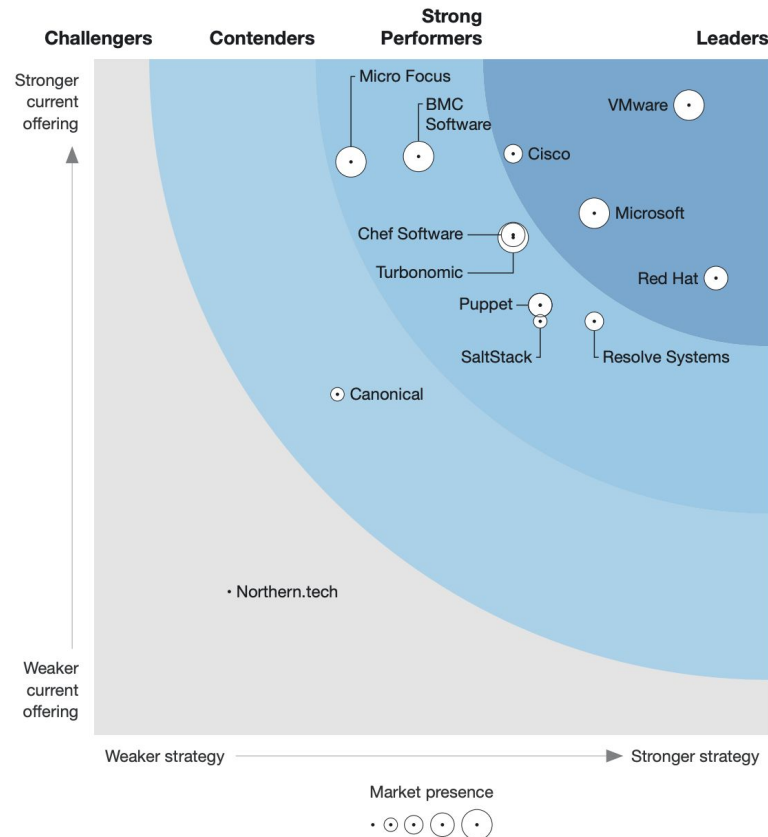 Challengers
Contenders
Strong
Performers
Leaders
Stronger
current
offering
Micro Focus
BMC
Software
VMware
Cisco
Microsoft
Chef Software
Turbonomic
Red Hat
Puppet
SaltStack
Resolve Systems
Canonical
Northern.tech
Weaker
current
offering
Weaker strategy
Stronger strategy
Market presence